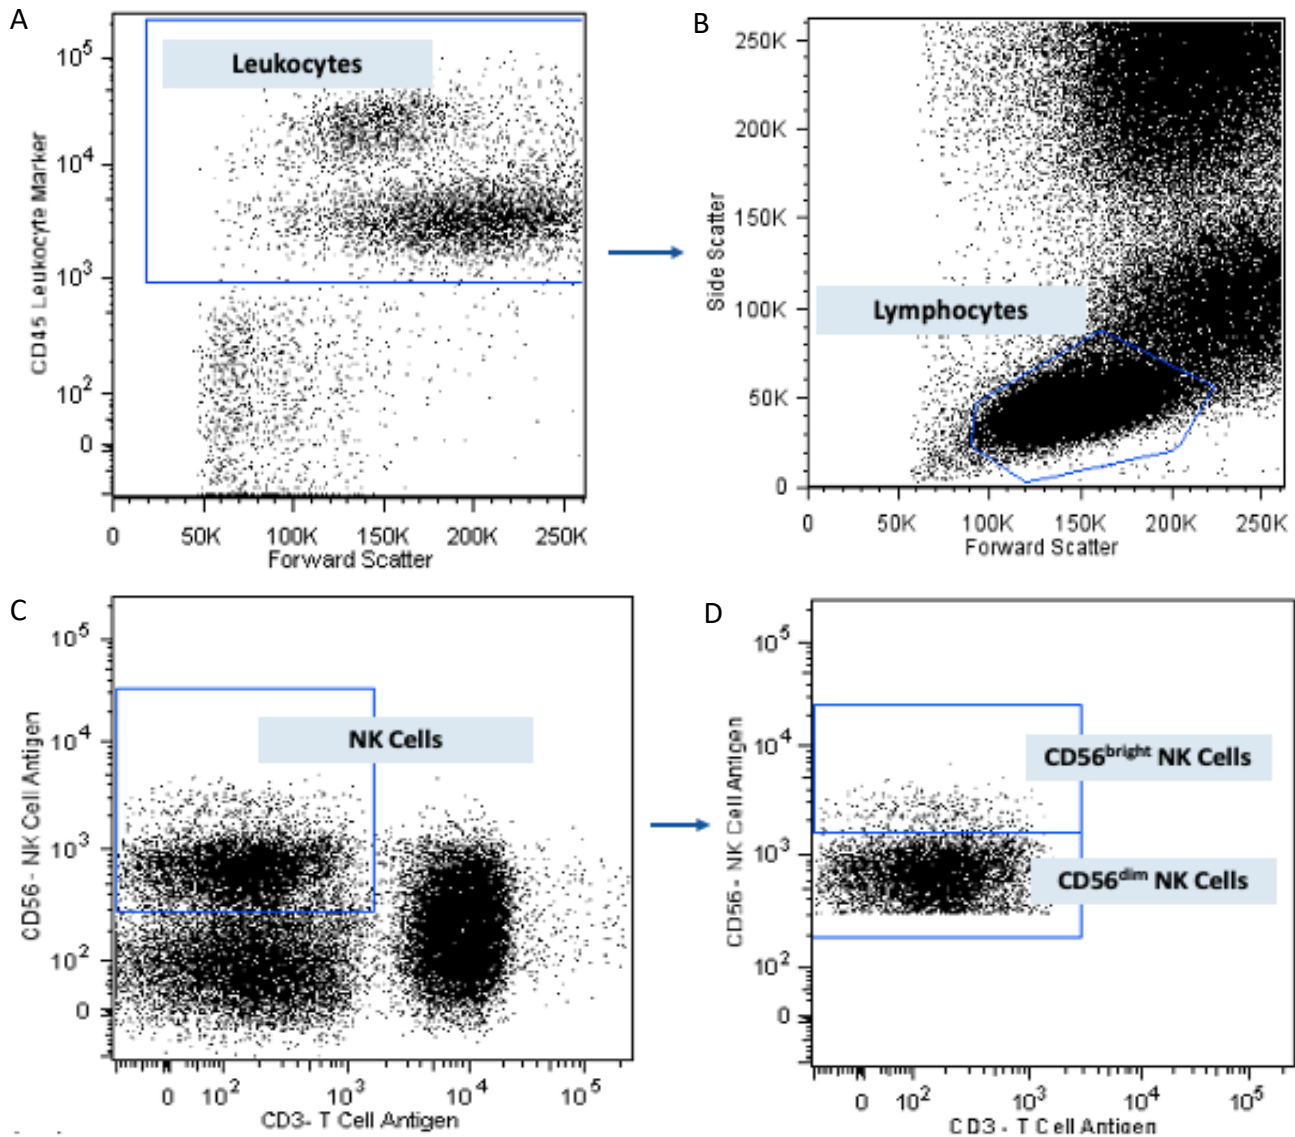 A
Leukocytes
CD45 Leukocyte Marker
10^5
10^4
10^3
10^2
0
0
50K
100K
150K
200K
250K
Forward Scatter
B
Side Scatter
250K
200K
150K
100K
50K
0
Lymphocytes
0
50K
100K
150K
200K
250K
Forward Scatter
C
CD56 - NK Cell Antigen
10^5
10^4
10^3
10^2
0
NK Cells
0
10^2
10^3
10^4
10^5
CD3- T Cell Antigen
D
CD56 - NK Cell Antigen
10^5
10^4
10^3
10^2
0
CD56^bright NK Cells
CD56^dim NK Cells
0
10^2
10^3
10^4
10^5
CD3 - T Cell Antigen